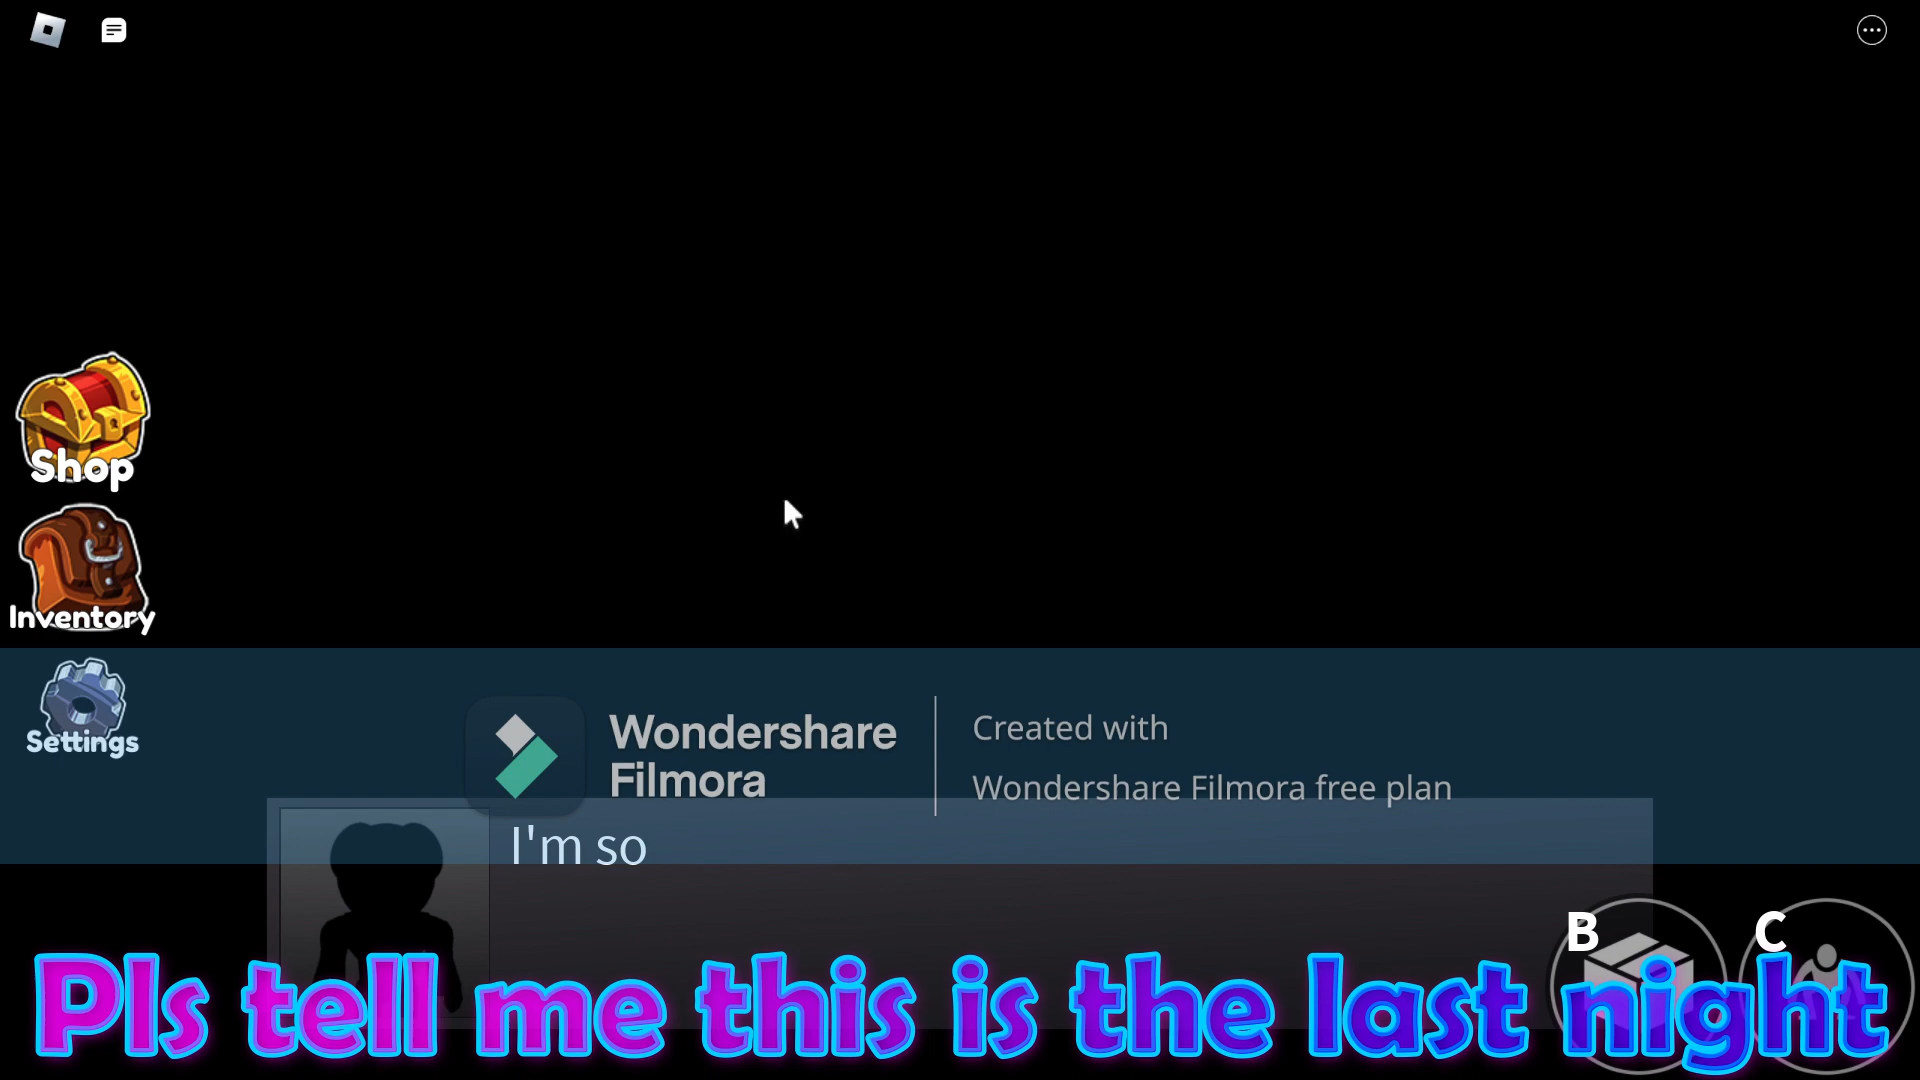 Shop
Inventory
Settings
Wondershare
Filmora
Created with
Wondershare Filmora free plan
I'm so
B
C
Pls tell me this is the last night